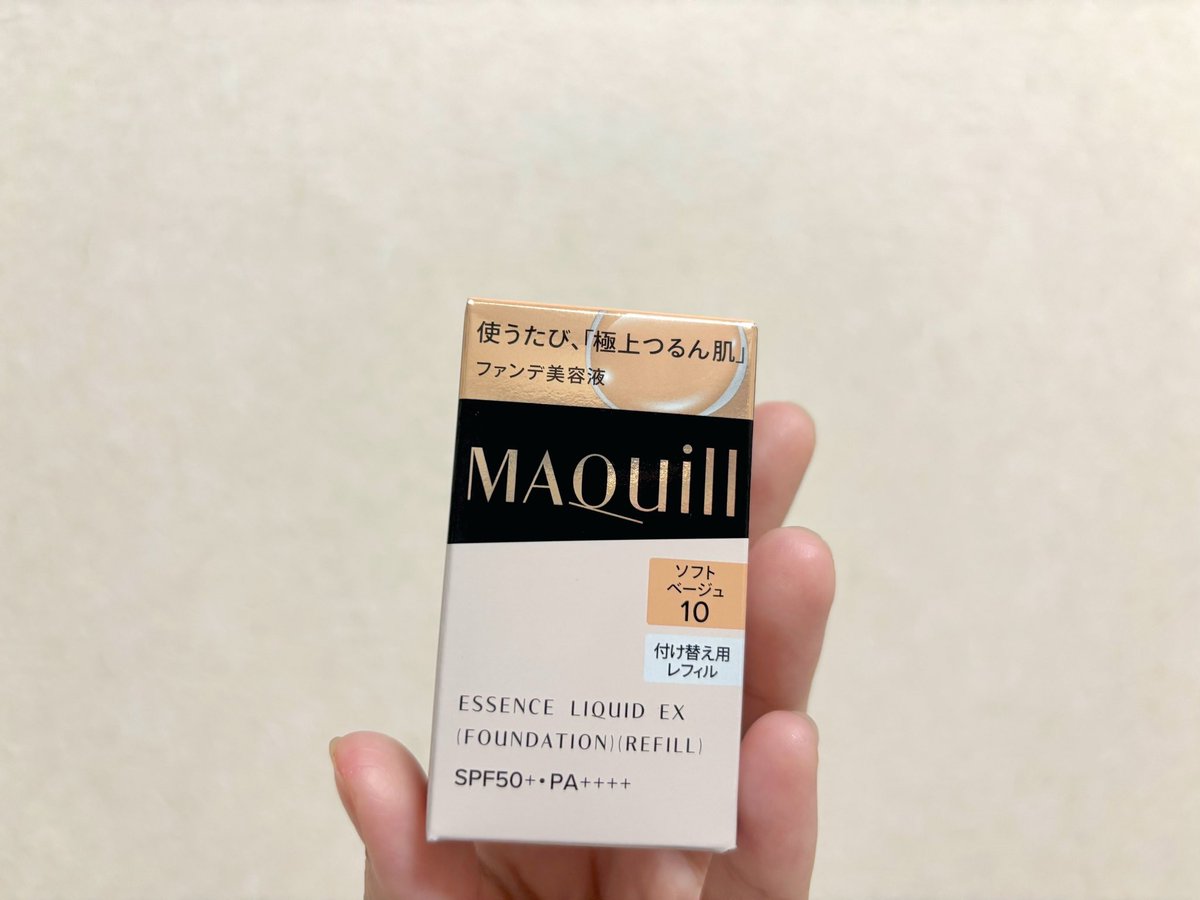 使うたび、「極上つるん肌」
ファンデ美容液
MAQuill
ソフト
ベージュ
10
付け替え用
レフィル
ESSENCE LIQUID EX
(FOUNDATION)(REFILL)
SPF50+・PA++++